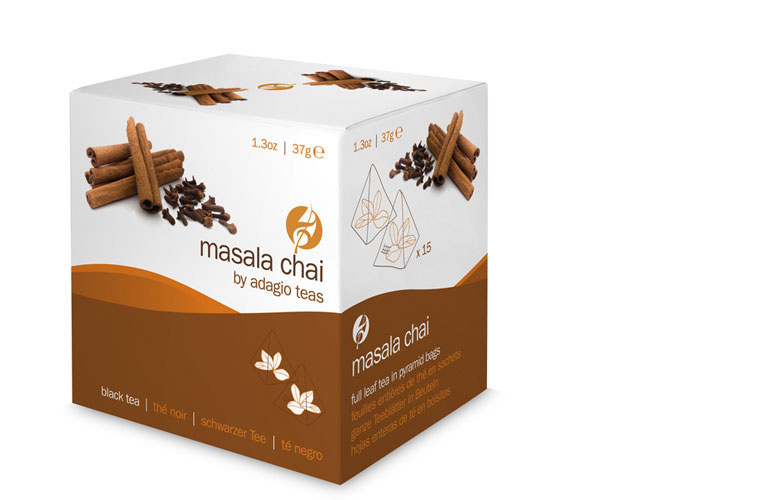 1.3oz | 37g ℮
masala chai
by adagio teas
black tea | thé noir | schwarzer Tee | té negro
1.3oz | 37g ℮
x 15
masala chai
full leaf tea in pyramid bags
feuilles entières de thé en sachets
ganze Teeblätter in Beuteln
hojas enteras de té en bolsitas